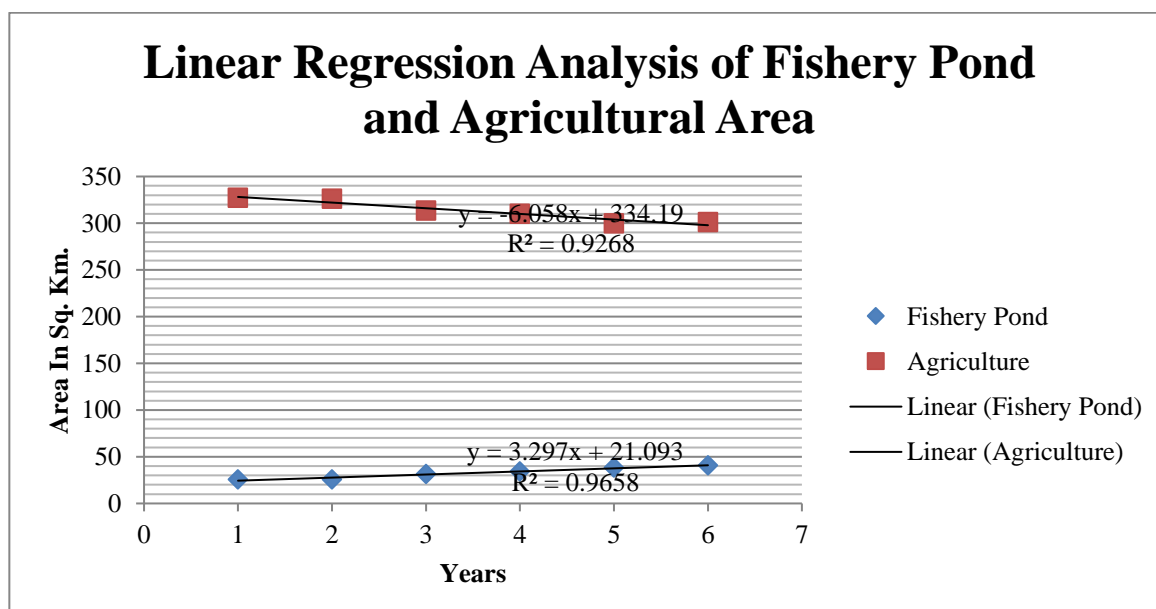 Linear Regression Analysis of Fishery Pond
and Agricultural Area
350
300
250
200
150
100
50
0
Area In Sq. Km.
y = -6.058x + 334.19
R² = 0.9268
y = 3.297x + 21.093
R² = 0.9658
0 1 2 3 4 5 6 7
Years
Fishery Pond
Agriculture
Linear (Fishery Pond)
Linear (Agriculture)